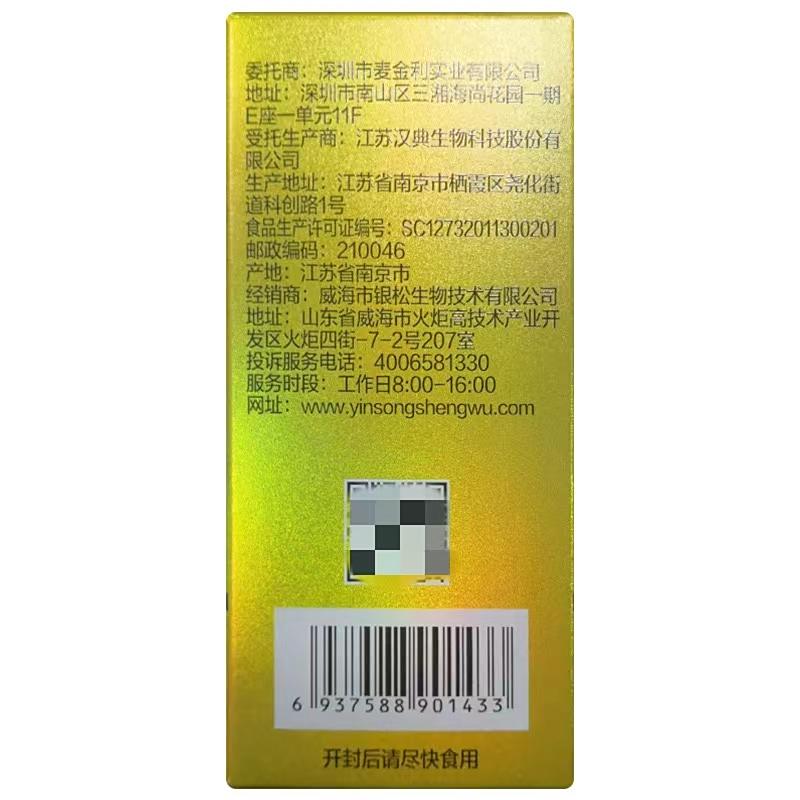 委托商：深圳市麦金利实业有限公司
地址：深圳市南山区三湘海尚花园一期
E座一单元11F
受托生产商：江苏汉典生物科技股份有
限公司
生产地址：江苏省南京市栖霞区尧化街
道科创路1号
食品生产许可证编号：SC12732011300201
邮政编码：210046
产地：江苏省南京市
经销商：威海市银松生物技术有限公司
地址：山东省威海市火炬高技术产业开
发区火炬四街-7-2号207室
投诉服务电话：4006581330
服务时段：工作日8:00-16:00
网址：www.yinsongshengwu.com
6 937588 901433
开封后请尽快食用